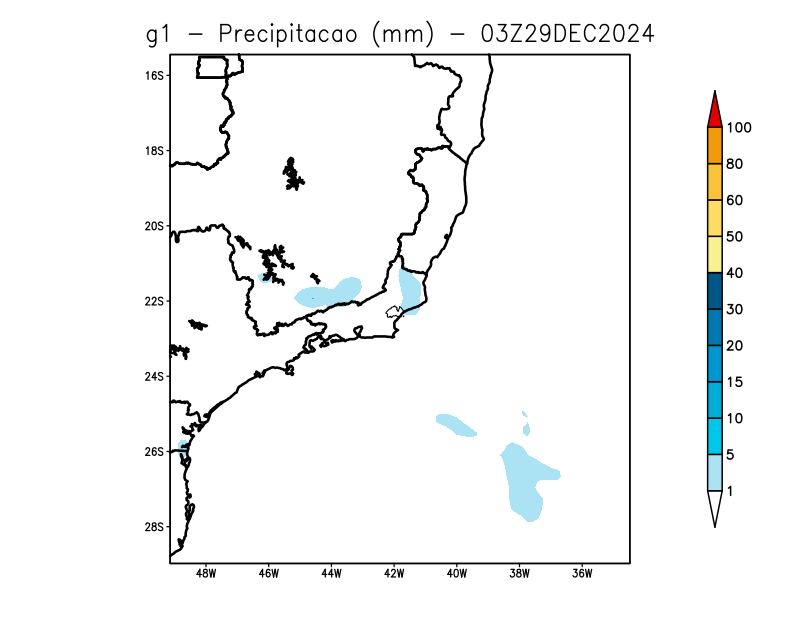 g1 – Precipitacao (mm) – 03Z29DEC2024
16S
18S
20S
22S
24S
26S
28S
48W 46W 44W 42W 40W 38W 36W
100
80
60
50
40
30
20
15
10
5
1